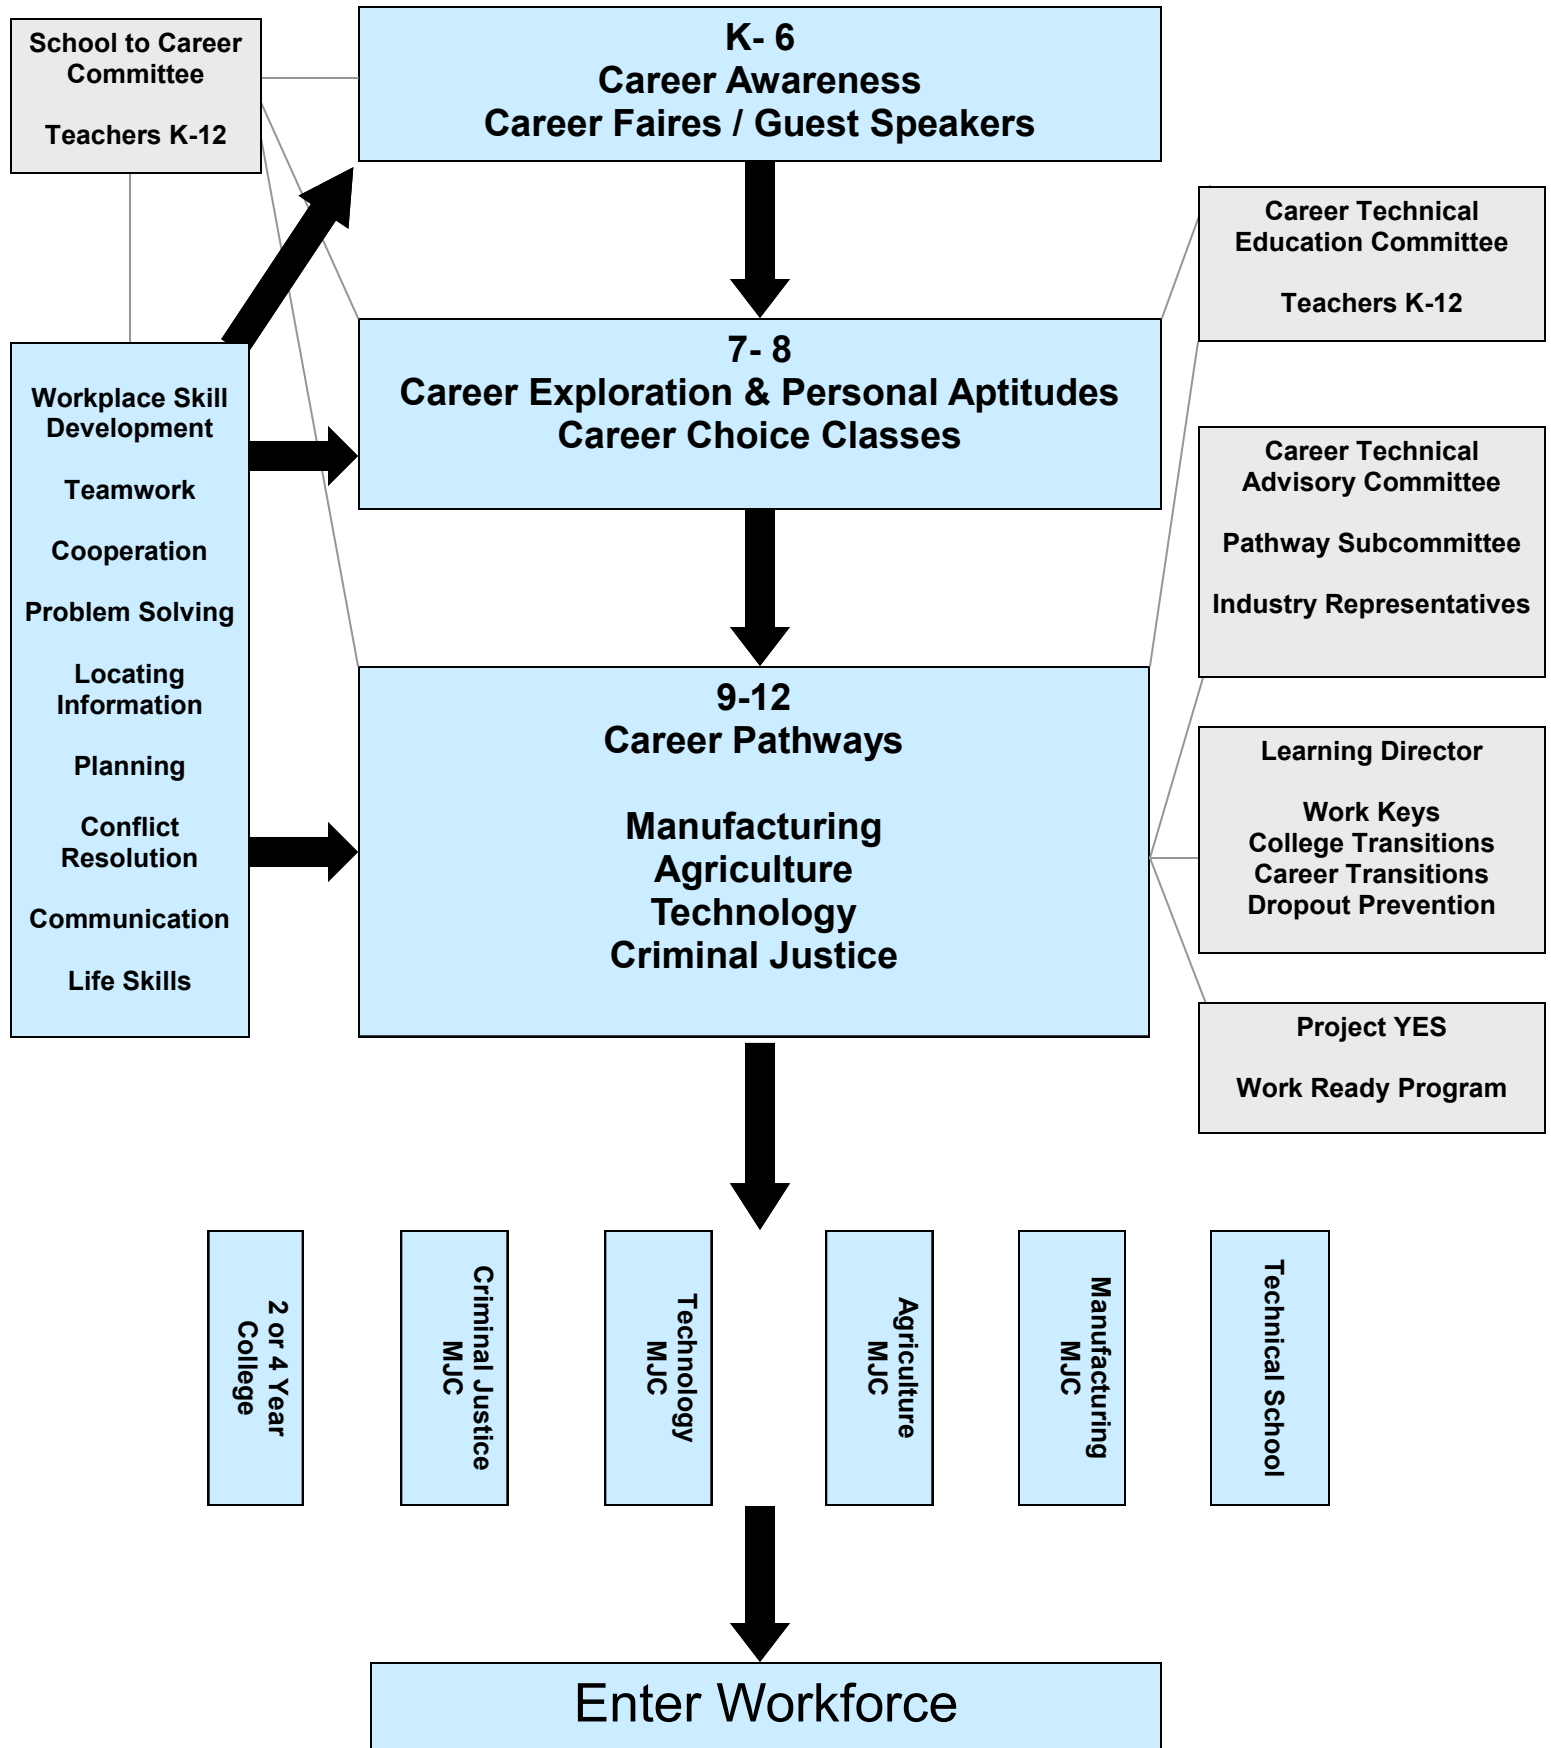 School to Career
Committee
Teachers K-12
K- 6
Career Awareness
Career Faires / Guest Speakers
Career Technical
Education Committee
Teachers K-12
7- 8
Career Exploration & Personal Aptitudes
Career Choice Classes
Workplace Skill
Development
Teamwork
Cooperation
Problem Solving
Locating
Information
Planning
Conflict
Resolution
Communication
Life Skills
Career Technical
Advisory Committee
Pathway Subcommittee
Industry Representatives
9-12
Career Pathways
Manufacturing
Agriculture
Technology
Criminal Justice
Learning Director
Work Keys
College Transitions
Career Transitions
Dropout Prevention
Project YES
Work Ready Program
2 or 4 Year
College
Criminal Justice
MJC
Technology
MJC
Agriculture
MJC
Manufacturing
MJC
Technical School
Enter Workforce